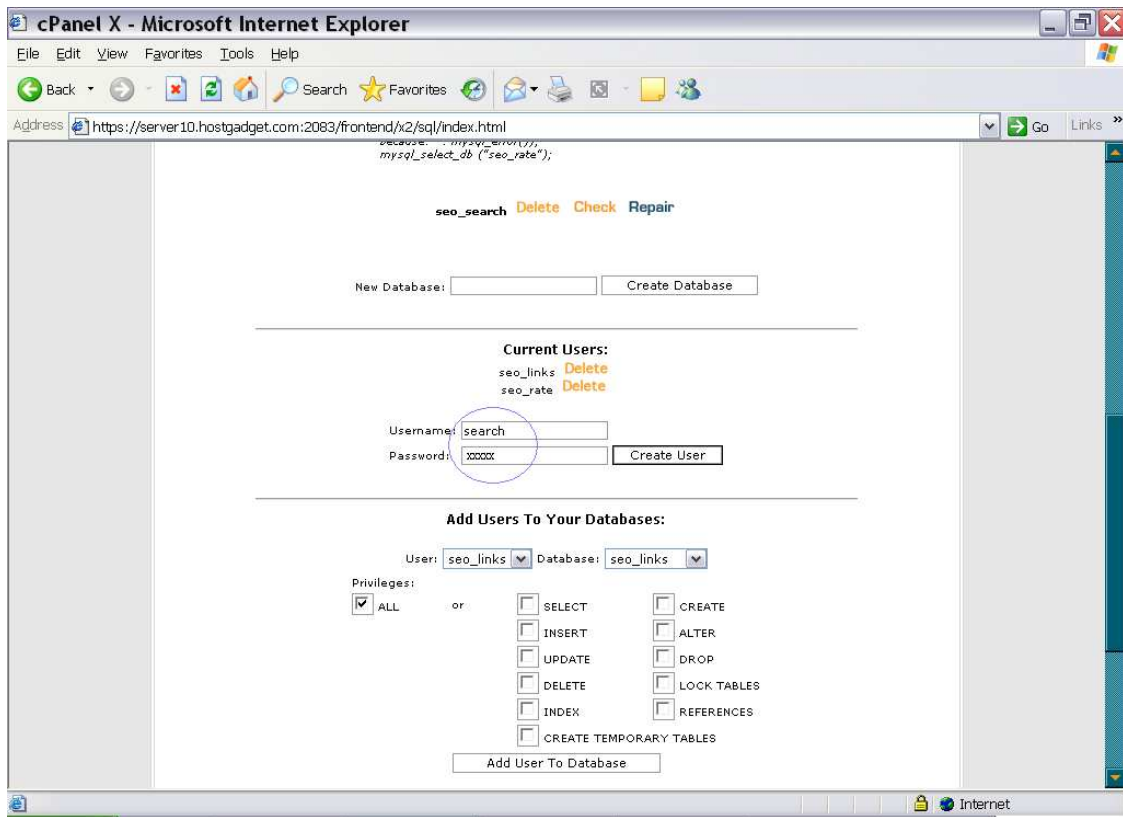 cPanel X - Microsoft Internet Explorer
File Edit View Favorites Tools Help
Back Search Favorites
Address https://server10.hostgadget.com:2083/frontend/x2/sql/index.html Go Links »
because: " . mysql_error());
mysql_select_db ("seo_rate");
seo_search Delete Check Repair
New Database: Create Database
Current Users:
seo_links Delete
seo_rate Delete
Username: search
Password: xxxxx Create User
Add Users To Your Databases:
User: seo_links Database: seo_links
Privileges:
ALL or SELECT CREATE
INSERT ALTER
UPDATE DROP
DELETE LOCK TABLES
INDEX REFERENCES
CREATE TEMPORARY TABLES
Add User To Database
Internet